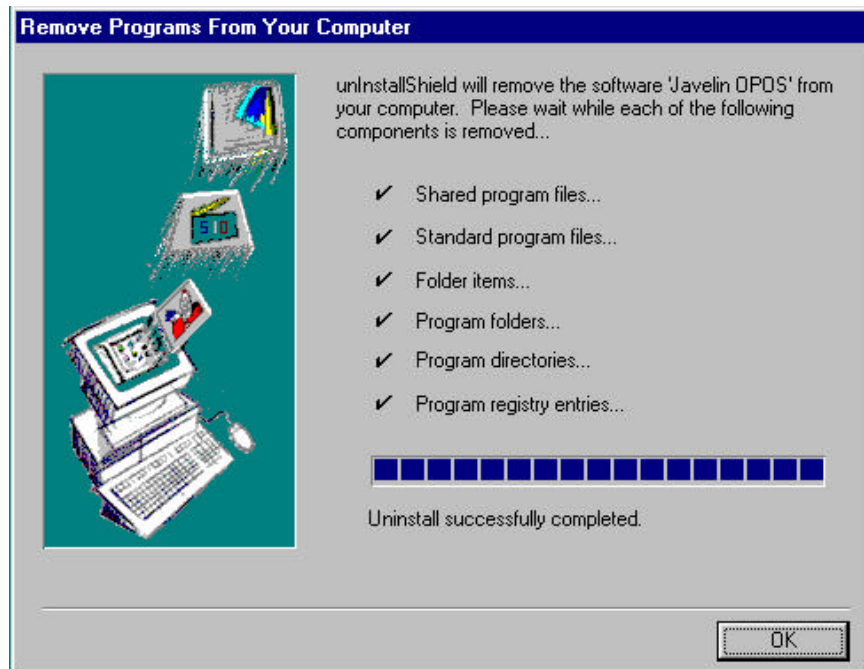 Remove Programs From Your Computer
unInstallShield will remove the software 'Javelin OPOS' from
your computer.  Please wait while each of the following
components is removed...
✔ Shared program files...
✔ Standard program files...
✔ Folder items...
✔ Program folders...
✔ Program directories...
✔ Program registry entries...
Uninstall successfully completed.
OK